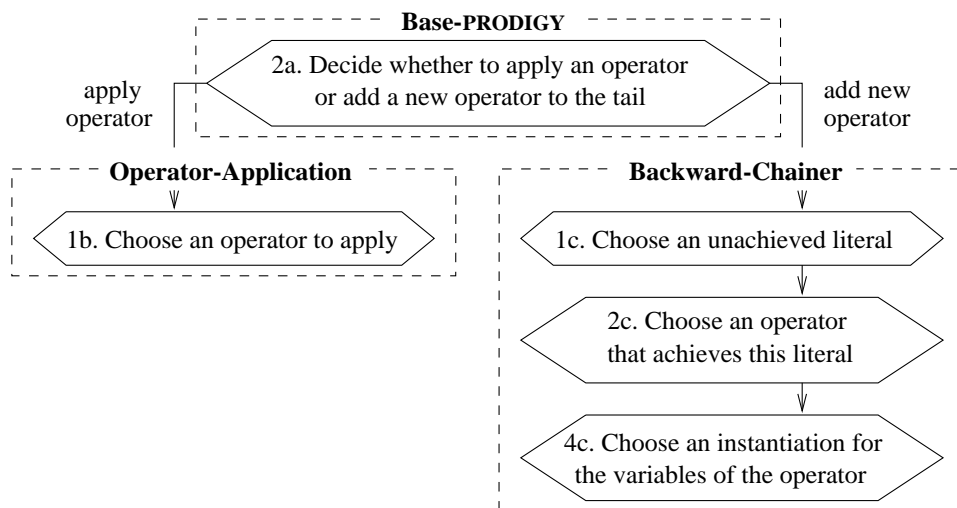 Base-PRODIGY
2a. Decide whether to apply an operator
or add a new operator to the tail
apply
operator
add new
operator
Operator-Application
1b. Choose an operator to apply
Backward-Chainer
1c. Choose an unachieved literal
2c. Choose an operator
that achieves this literal
4c. Choose an instantiation for
the variables of the operator